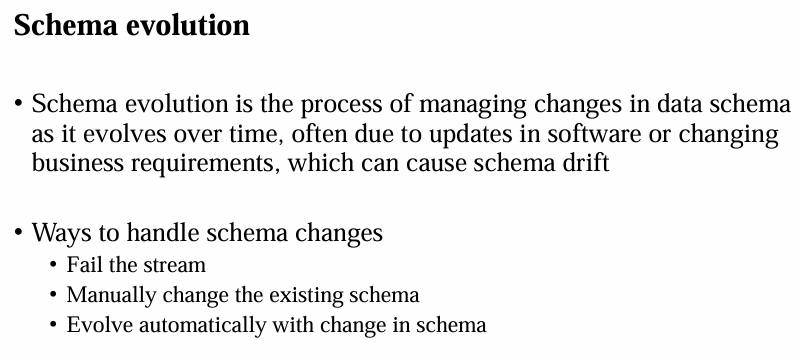 Schema evolution
• Schema evolution is the process of managing changes in data schema
as it evolves over time, often due to updates in software or changing
business requirements, which can cause schema drift
• Ways to handle schema changes
• Fail the stream
• Manually change the existing schema
• Evolve automatically with change in schema